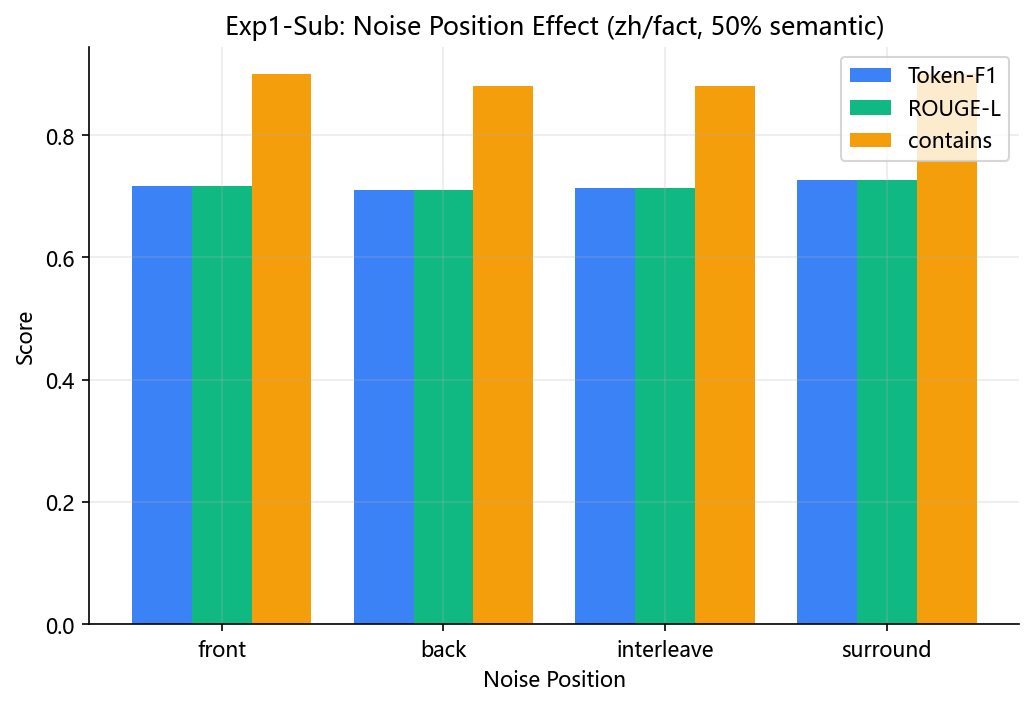 Exp1-Sub: Noise Position Effect (zh/fact, 50% semantic)
Token-F1
ROUGE-L
contains
Score
0.8
0.6
0.4
0.2
0.0
front back interleave surround
Noise Position